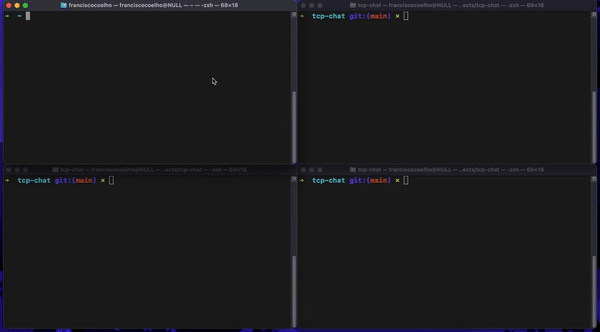 franciscocoelho — franciscocoelho@NULL — ~ — -zsh — 68×18
→ ~
tcp-chat — franciscocoelho@NULL — ..ects/tcp-chat — -zsh — 68×18
→ tcp-chat git:(main) ×
tcp-chat — franciscocoelho@NULL — ..ects/tcp-chat — -zsh — 68×18
→ tcp-chat git:(main) ×
tcp-chat — franciscocoelho@NULL — ..ects/tcp-chat — -zsh — 68×18
→ tcp-chat git:(main) ×